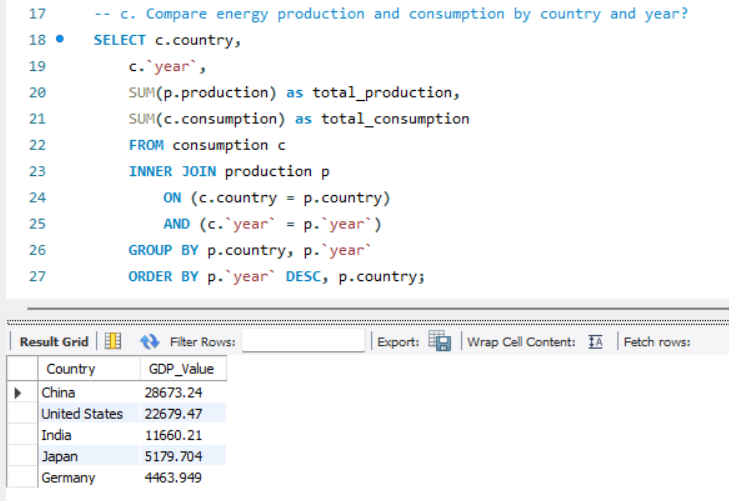 17 -- c. Compare energy production and consumption by country and year?
18 SELECT c.country,
19 c.`year`,
20 SUM(p.production) as total_production,
21 SUM(c.consumption) as total_consumption
22 FROM consumption c
23 INNER JOIN production p
24 ON (c.country = p.country)
25 AND (c.`year` = p.`year`)
26 GROUP BY p.country, p.`year`
27 ORDER BY p.`year` DESC, p.country;
Result Grid Filter Rows: Export: Wrap Cell Content: IA Fetch rows:
Country GDP_Value
China 28673.24
United States 22679.47
India 11660.21
Japan 5179.704
Germany 4463.949